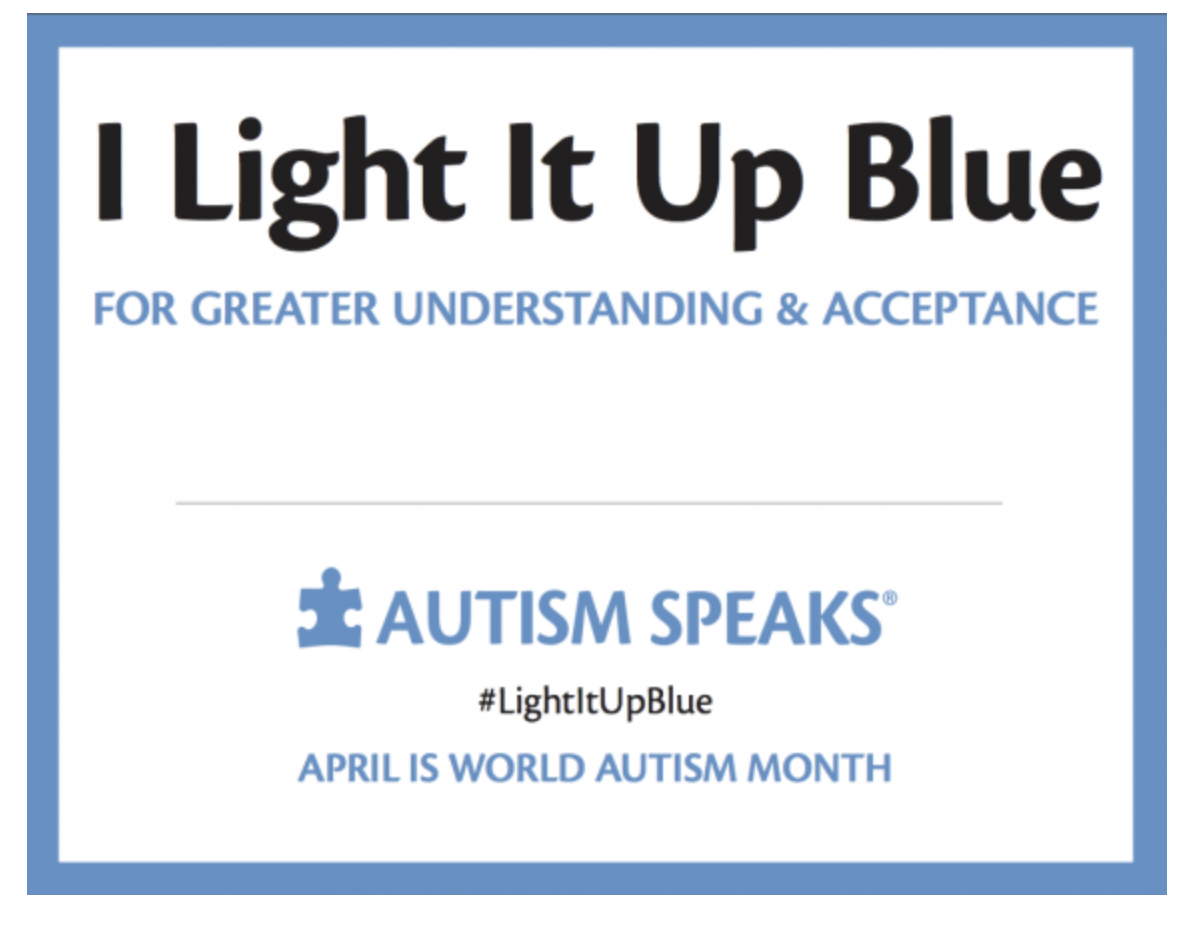 I Light It Up Blue
FOR GREATER UNDERSTANDING & ACCEPTANCE
AUTISM SPEAKS®
#LightItUpBlue
APRIL IS WORLD AUTISM MONTH